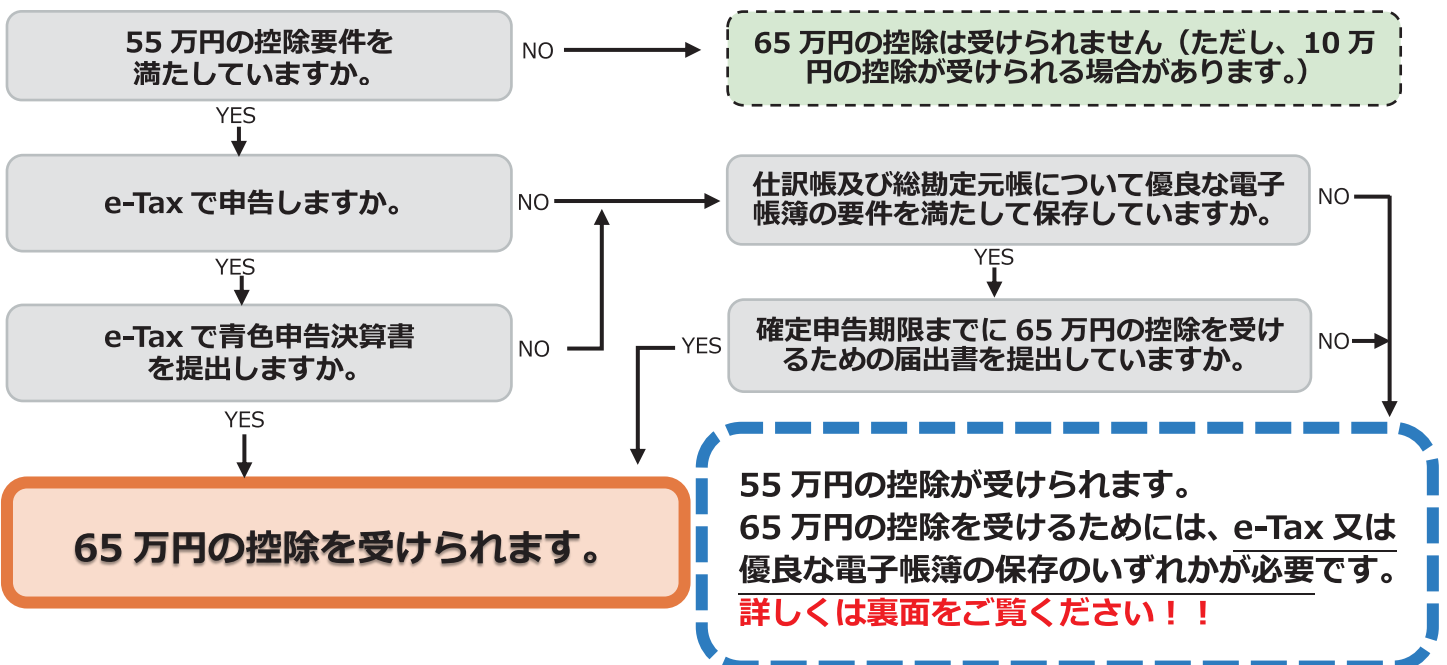 55 万円の控除要件を
満たしていますか。
NO
65 万円の控除は受けられません（ただし、10 万
円の控除が受けられる場合があります。）
YES
e-Tax で申告しますか。
NO
仕訳帳及び総勘定元帳について優良な電子
帳簿の要件を満たして保存していますか。
NO
YES
YES
e-Tax で青色申告決算書
を提出しますか。
NO
YES
確定申告期限までに 65 万円の控除を受け
るための届出書を提出していますか。
NO
YES
65 万円の控除を受けられます。
55 万円の控除が受けられます。
65 万円の控除を受けるためには、e-Tax 又は
優良な電子帳簿の保存のいずれかが必要です。
詳しくは裏面をご覧ください！！